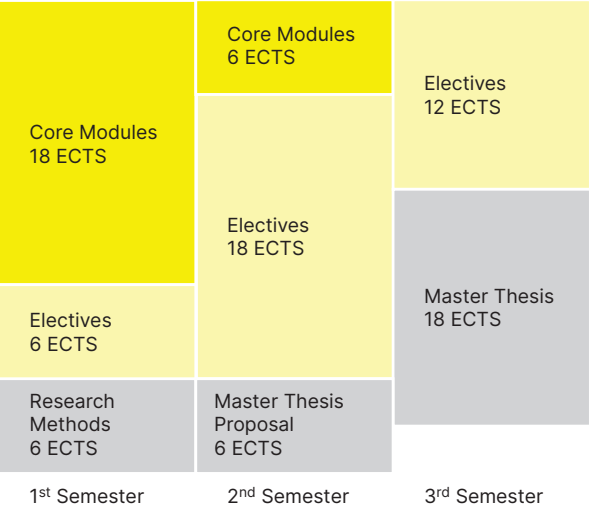 Core Modules
18 ECTS
Electives
6 ECTS
Research
Methods
6 ECTS
1st Semester
Core Modules
6 ECTS
Electives
18 ECTS
Master Thesis
Proposal
6 ECTS
2nd Semester
Electives
12 ECTS
Master Thesis
18 ECTS
3rd Semester